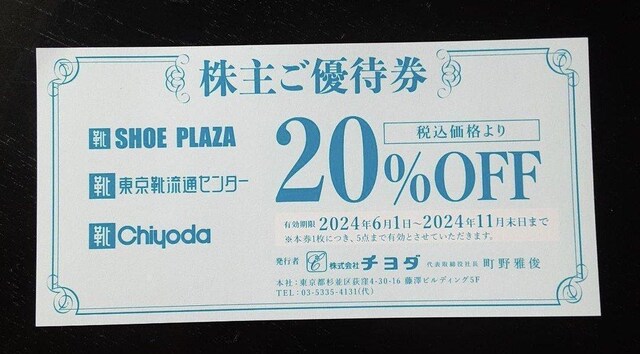 株主ご優待券
靴 SHOE PLAZA
靴 東京靴流通センター
靴 Chiyoda
税込価格より
20%OFF
有効期限 2024年6月1日～2024年11月末日まで
※本券1枚につき、5点まで有効とさせていただきます。
発行者 株式会社チヨダ 代表取締役社長 町野雅俊
本社：東京都杉並区荻窪4-30-16 藤澤ビルディング5F
TEL：03-5335-4131(代)